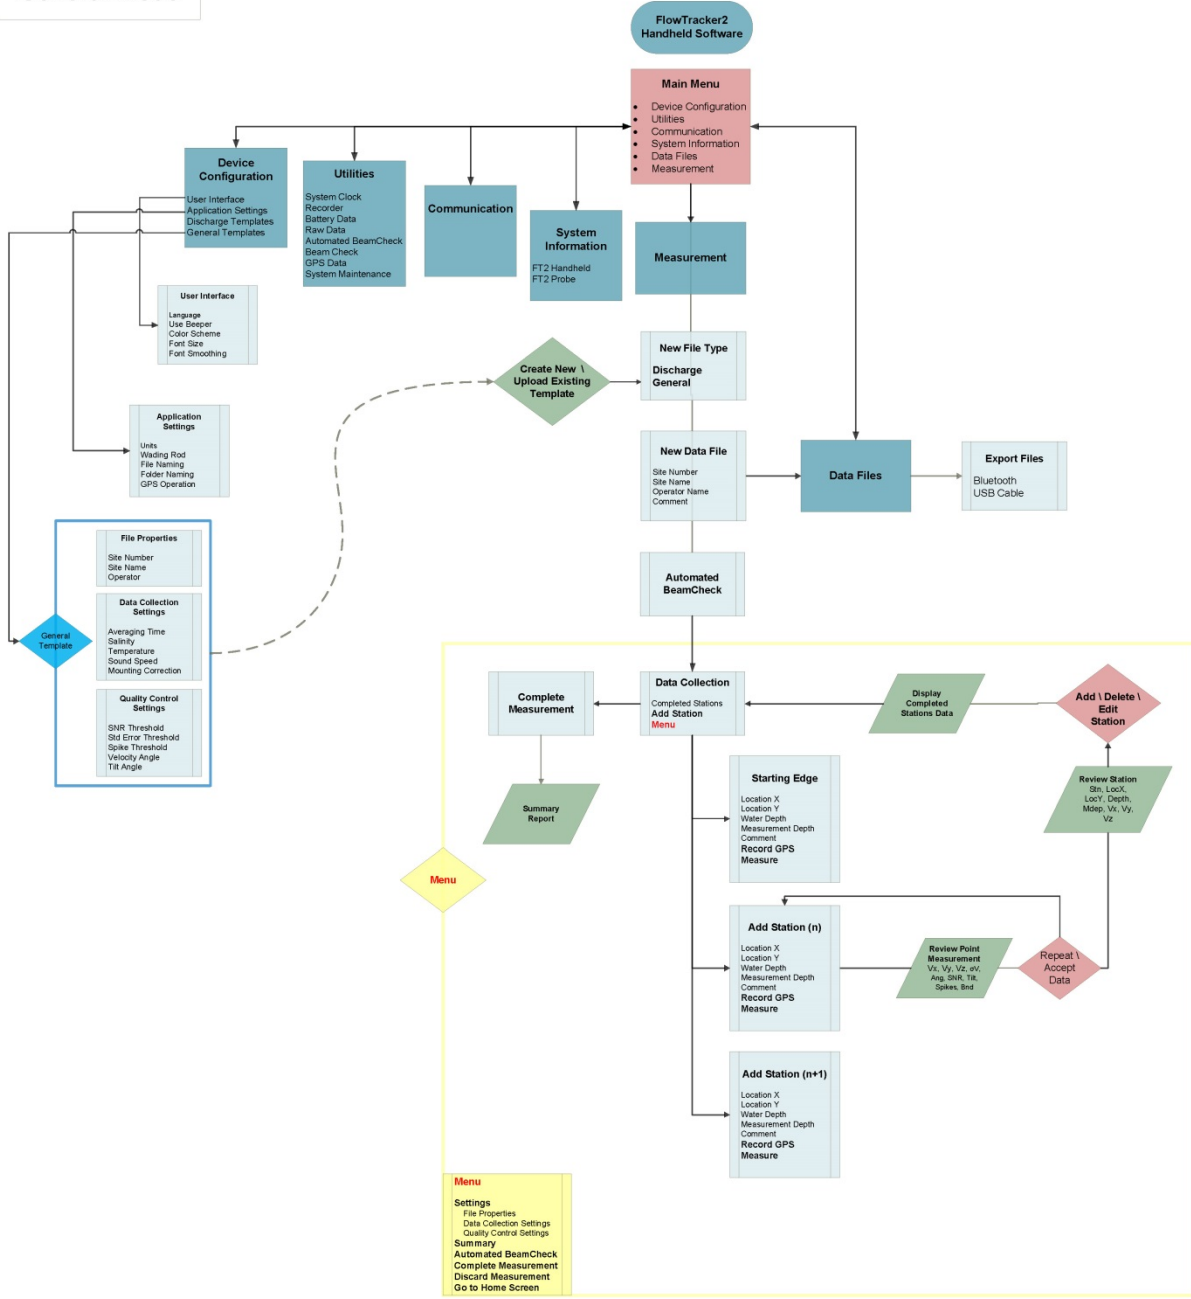 FlowTracker2
Handheld Software
Main Menu
• Device Configuration
• Utilities
• Communication
• System Information
• Data Files
• Measurement
Device
Configuration
User Interface
Application Settings
Discharge Templates
General Templates
Utilities
System Clock
Recorder
Battery Data
Raw Data
Automated BeamCheck
Beam Check
GPS Data
System Maintenance
Communication
System
Information
FT2 Handheld
FT2 Probe
Measurement
User Interface
Language
Use Beeper
Color Scheme
Font Size
Font Smoothing
Create New \
Upload Existing
Template
New File Type
Discharge
General
Application
Settings
Units
Wading Rod
File Naming
Folder Naming
GPS Operation
New Data File
Site Number
Site Name
Operator Name
Comment
Data Files
Export Files
Bluetooth
USB Cable
General
Template
File Properties
Site Number
Site Name
Operator
Data Collection
Settings
Averaging Time
Salinity
Temperature
Sound Speed
Mounting Correction
Quality Control
Settings
SNR Threshold
Std Error Threshold
Spike Threshold
Velocity Angle
Tilt Angle
Automated
BeamCheck
Data Collection
Completed Stations
Add Station
Menu
Complete
Measurement
Summary
Report
Display
Completed
Stations Data
Add \ Delete \
Edit
Station
Review Station
Stn, LocX,
LocY, Depth,
Mdep, Vx, Vy,
Vz
Starting Edge
Location X
Location Y
Water Depth
Measurement Depth
Comment
Record GPS
Measure
Menu
Add Station (n)
Location X
Location Y
Water Depth
Measurement Depth
Comment
Record GPS
Measure
Review Point
Measurement
Vx, Vy, Vz, σV,
Ang, SNR, Tilt,
Spikes, Bnd
Repeat \
Accept
Data
Add Station (n+1)
Location X
Location Y
Water Depth
Measurement Depth
Comment
Record GPS
Measure
Menu
Settings
File Properties
Data Collection Settings
Quality Control Settings
Summary
Automated BeamCheck
Complete Measurement
Discard Measurement
Go to Home Screen